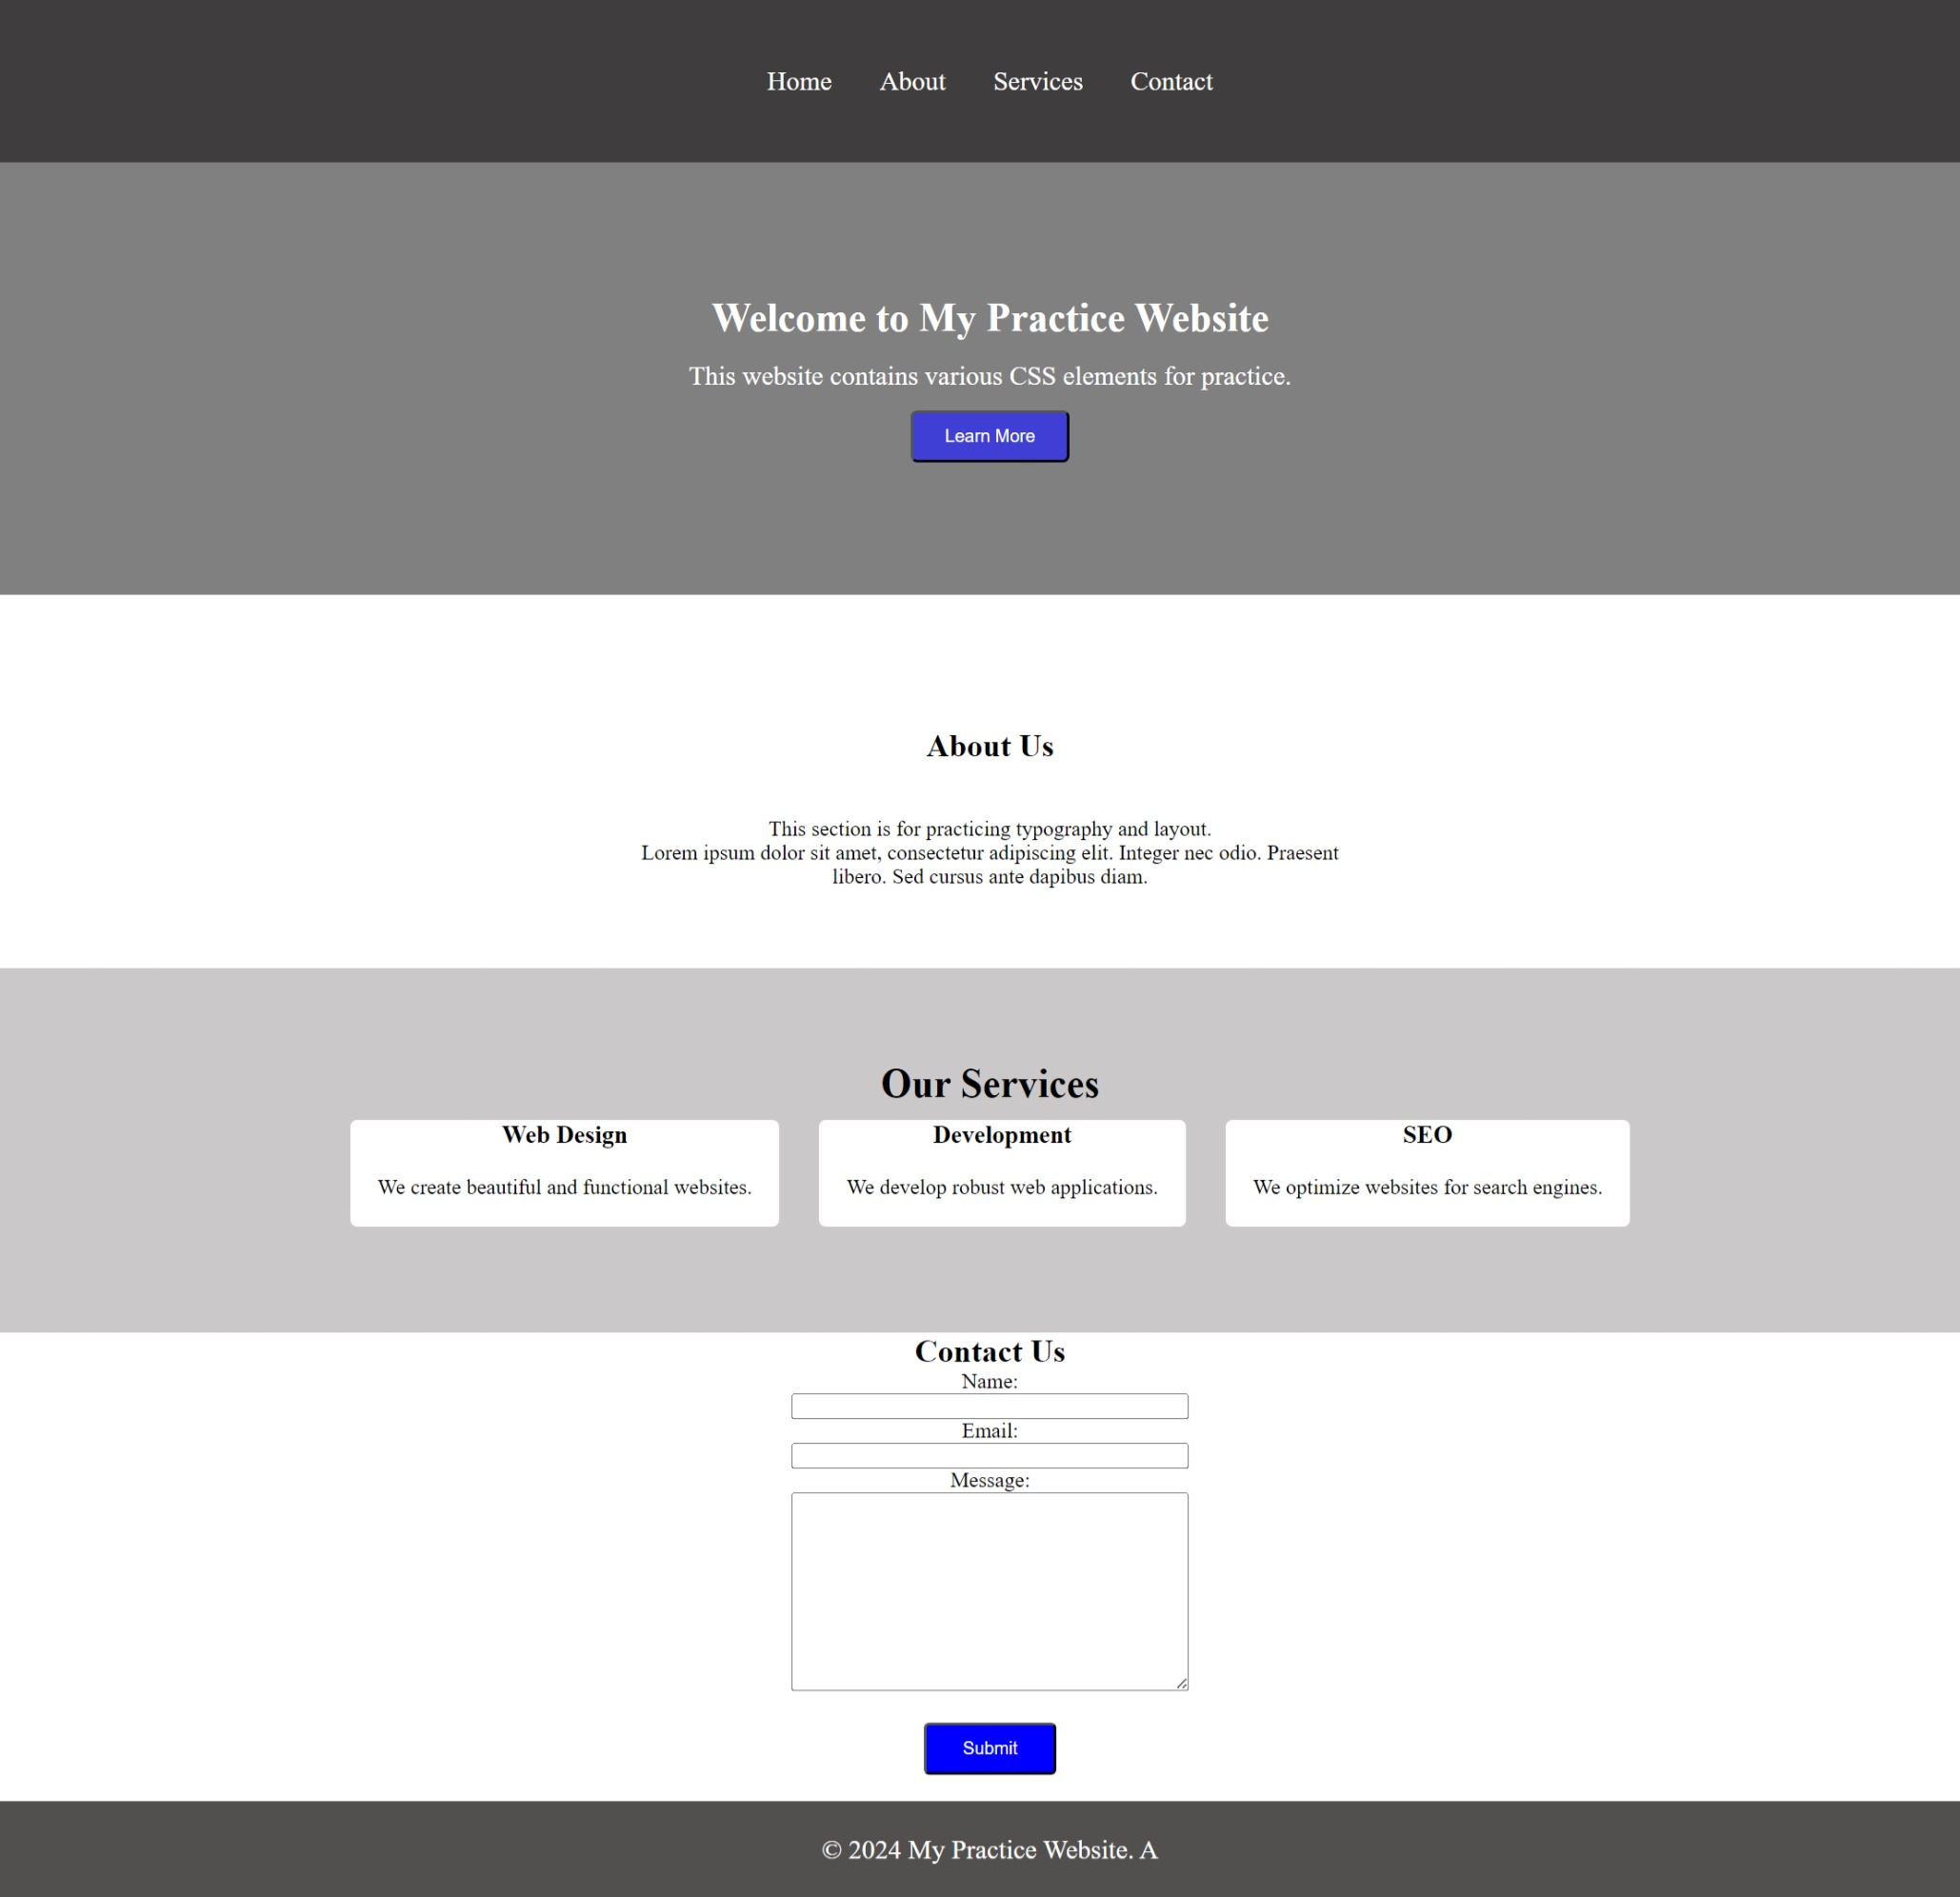 Home About Services Contact
Welcome to My Practice Website
This website contains various CSS elements for practice.
Learn More
About Us
This section is for practicing typography and layout.
Lorem ipsum dolor sit amet, consectetur adipiscing elit. Integer nec odio. Praesent
libero. Sed cursus ante dapibus diam.
Our Services
Web Design
We create beautiful and functional websites.
Development
We develop robust web applications.
SEO
We optimize websites for search engines.
Contact Us
Name:
Email:
Message:
Submit
© 2024 My Practice Website. A